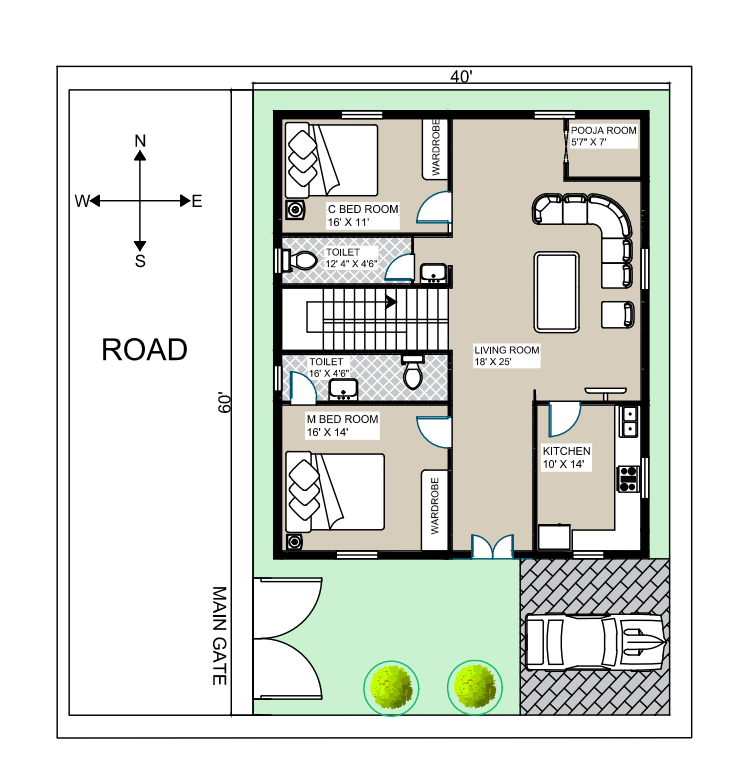 40'
N
W E
S
ROAD
60'
MAIN GATE
WARDROBE
POOJA ROOM
5'7" X 7'
C BED ROOM
16' X 11'
TOILET
12' 4" X 4'6"
LIVING ROOM
18' X 25'
TOILET
16' X 4'6"
M BED ROOM
16' X 14'
WARDROBE
KITCHEN
10' X 14'